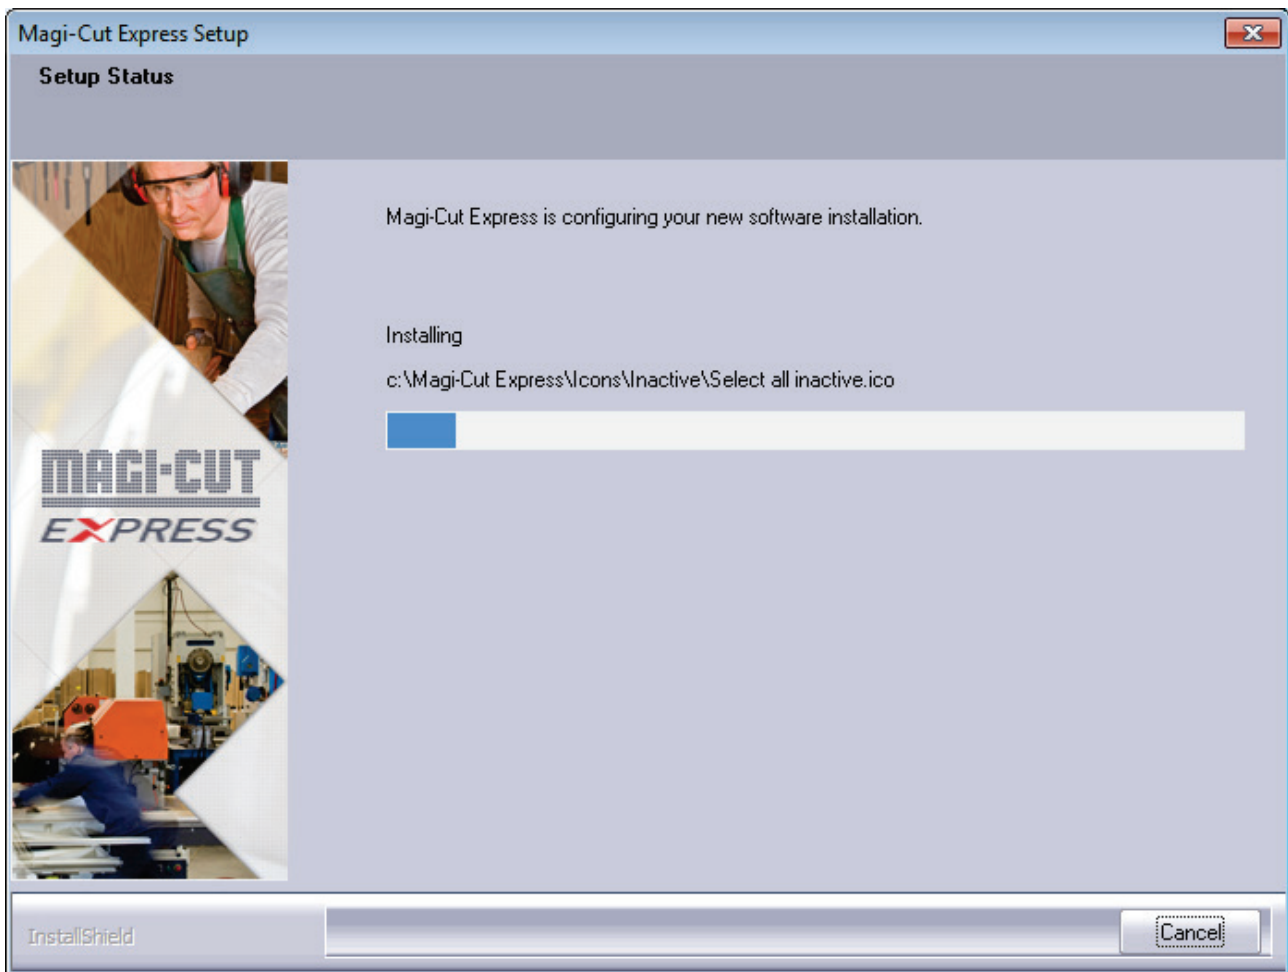 Magi-Cut Express Setup
Setup Status
Magi-Cut Express is configuring your new software installation.
Installing
c:\Magi-Cut Express\Icons\Inactive\Select all inactive.ico
MAGI-CUT
EXPRESS
InstallShield
Cancel